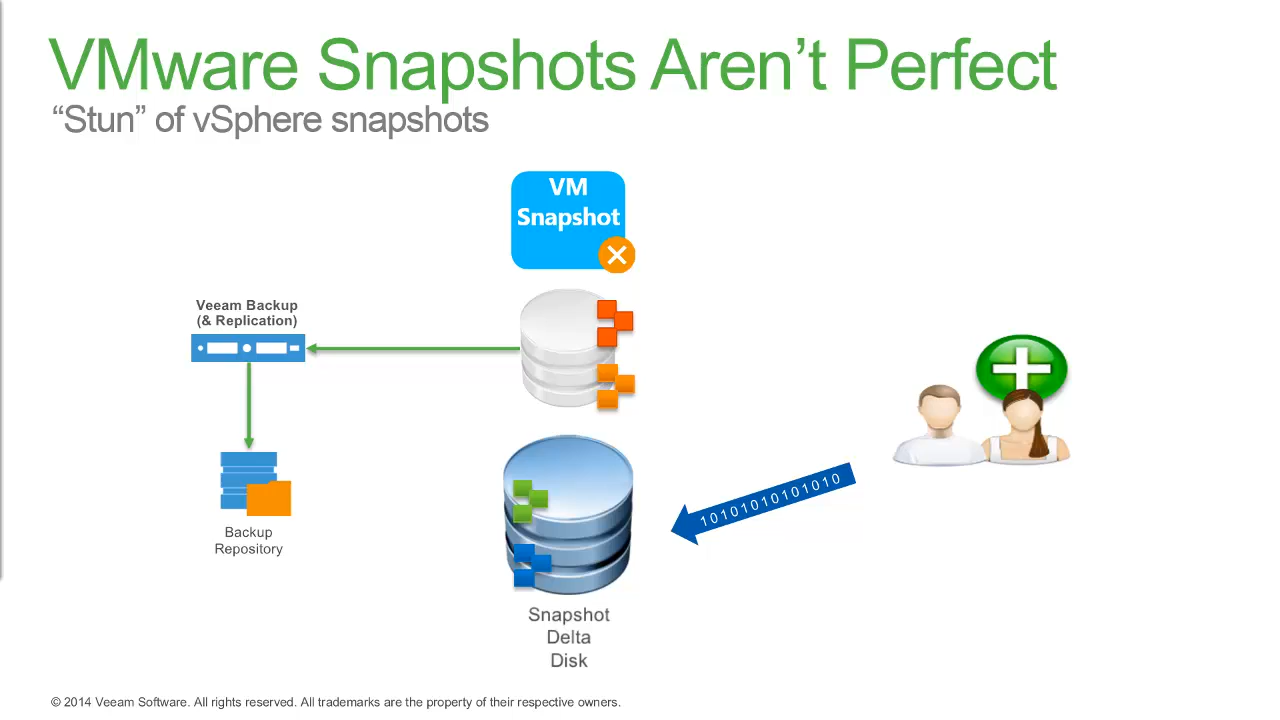 VMware Snapshots Aren’t Perfect
“Stun” of vSphere snapshots
VM
Snapshot
Veeam Backup
(& Replication)
10101010101010
Backup
Repository
Snapshot
Delta
Disk
© 2014 Veeam Software. All rights reserved. All trademarks are the property of their respective owners.